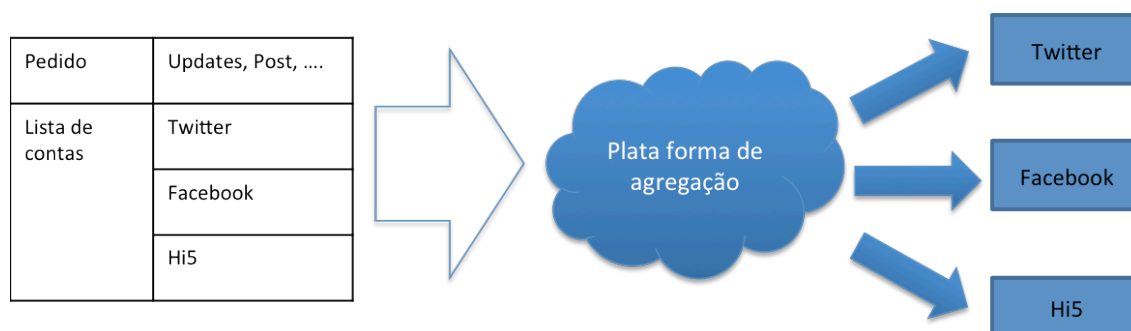 Pedido
Updates, Post, ....
Lista de
contas
Twitter
Facebook
Hi5
Plata forma de
agregação
Twitter
Facebook
Hi5